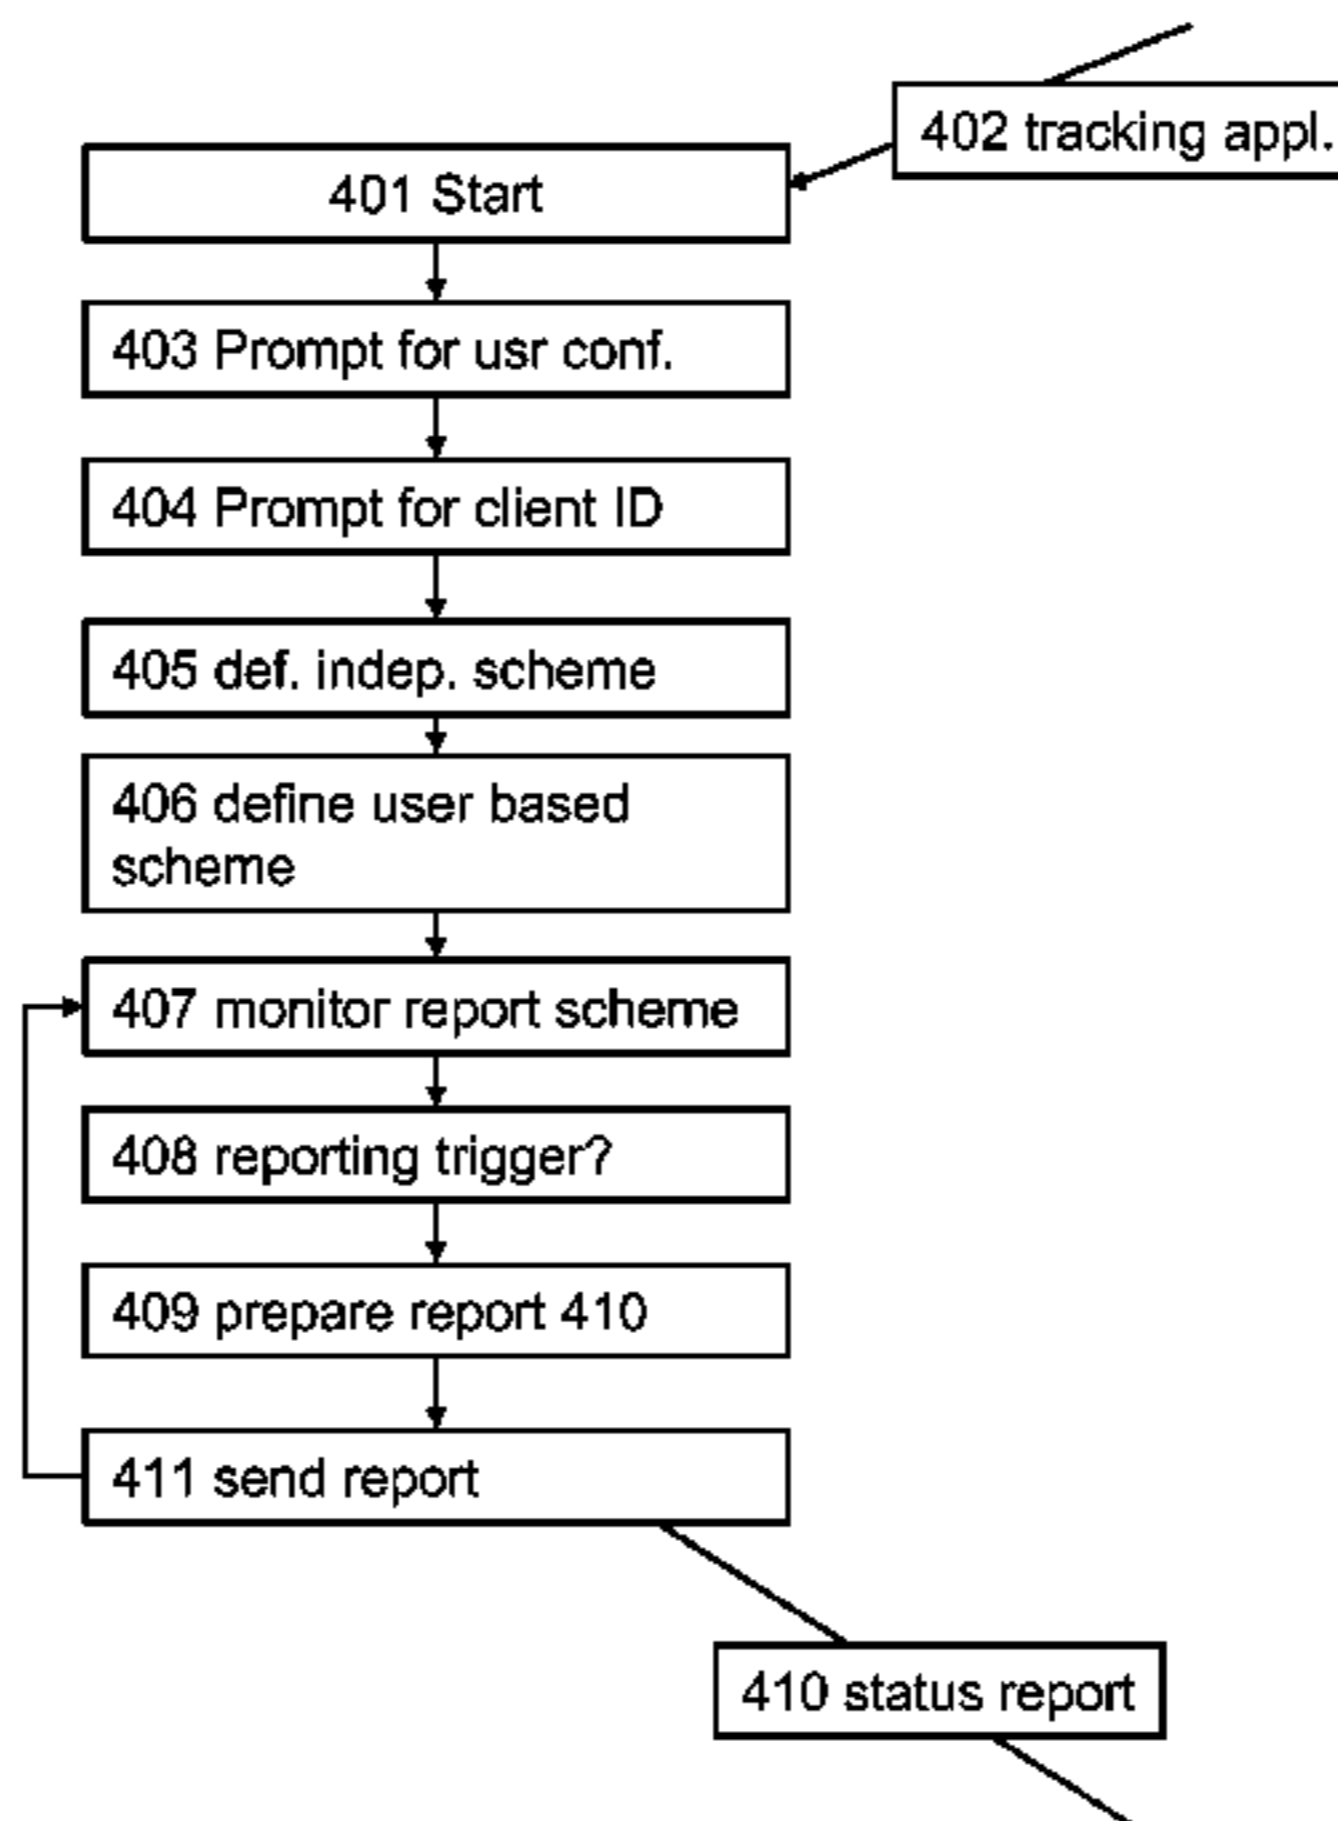 402 tracking appl.
401 Start
403 Prompt for usr conf.
404 Prompt for client ID
405 def. indep. scheme
406 define user based
scheme
407 monitor report scheme
408 reporting trigger?
409 prepare report 410
411 send report
410 status report